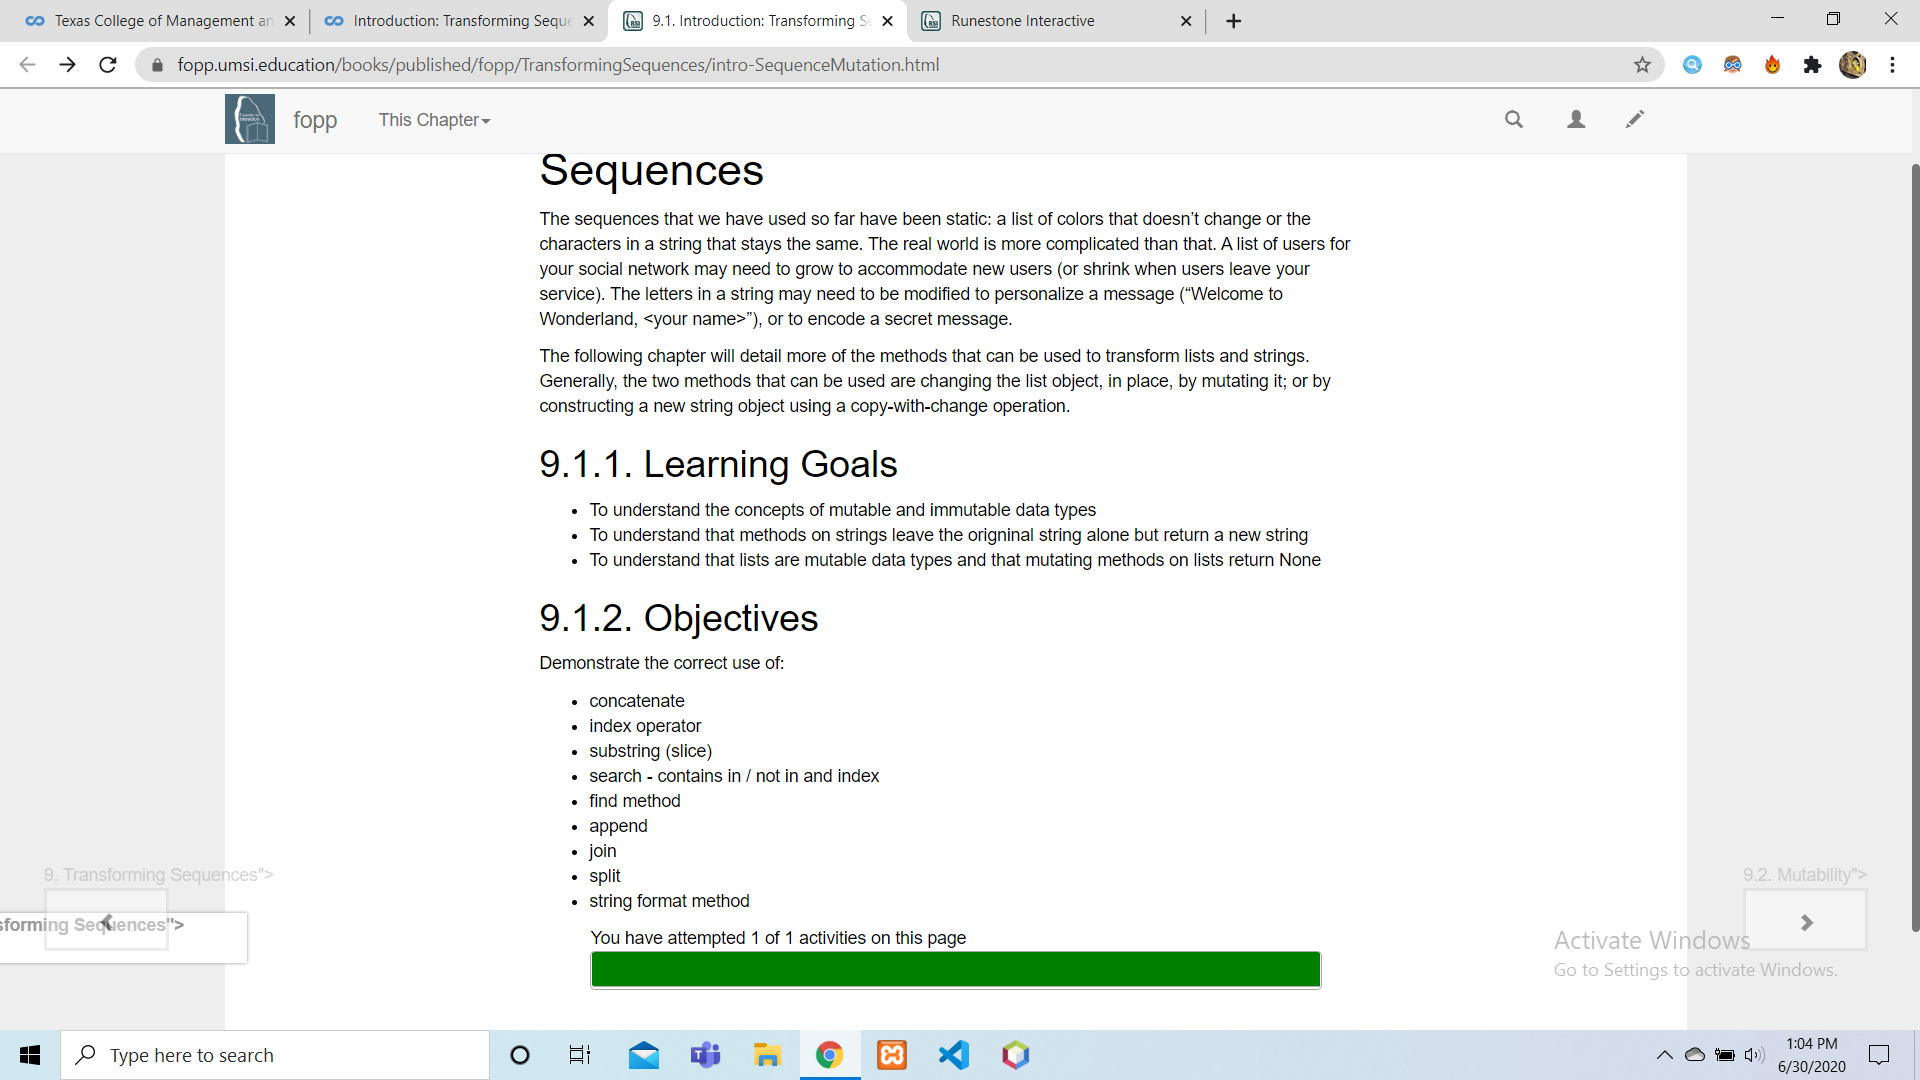 Texas College of Management an
Introduction: Transforming Seque
9.1. Introduction: Transforming Se
Runestone Interactive
fopp.umsi.education/books/published/fopp/TransformingSequences/intro-SequenceMutation.html
fopp
This Chapter
Sequences
The sequences that we have used so far have been static: a list of colors that doesn’t change or the
characters in a string that stays the same. The real world is more complicated than that. A list of users for
your social network may need to grow to accommodate new users (or shrink when users leave your
service). The letters in a string may need to be modified to personalize a message (“Welcome to
Wonderland, <your name>”), or to encode a secret message.
The following chapter will detail more of the methods that can be used to transform lists and strings.
Generally, the two methods that can be used are changing the list object, in place, by mutating it; or by
constructing a new string object using a copy-with-change operation.
9.1.1. Learning Goals
• To understand the concepts of mutable and immutable data types
• To understand that methods on strings leave the origninal string alone but return a new string
• To understand that lists are mutable data types and that mutating methods on lists return None
9.1.2. Objectives
Demonstrate the correct use of:
• concatenate
• index operator
• substring (slice)
• search - contains in / not in and index
• find method
• append
• join
• split
• string format method
9. Transforming Sequences">
sforming Sequences">
9.2. Mutability">
You have attempted 1 of 1 activities on this page
Activate Windows
Go to Settings to activate Windows.
Type here to search
1:04 PM
6/30/2020